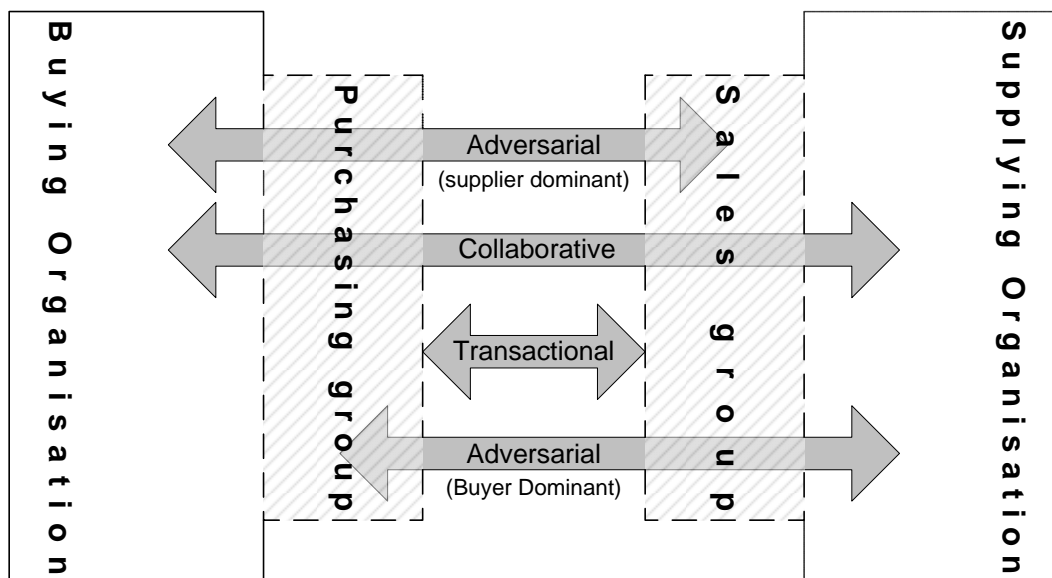 Buying Organisation
Purchasing group
Sales group
Supplying Organisation
Adversarial
(supplier dominant)
Collaborative
Transactional
Adversarial
(Buyer Dominant)